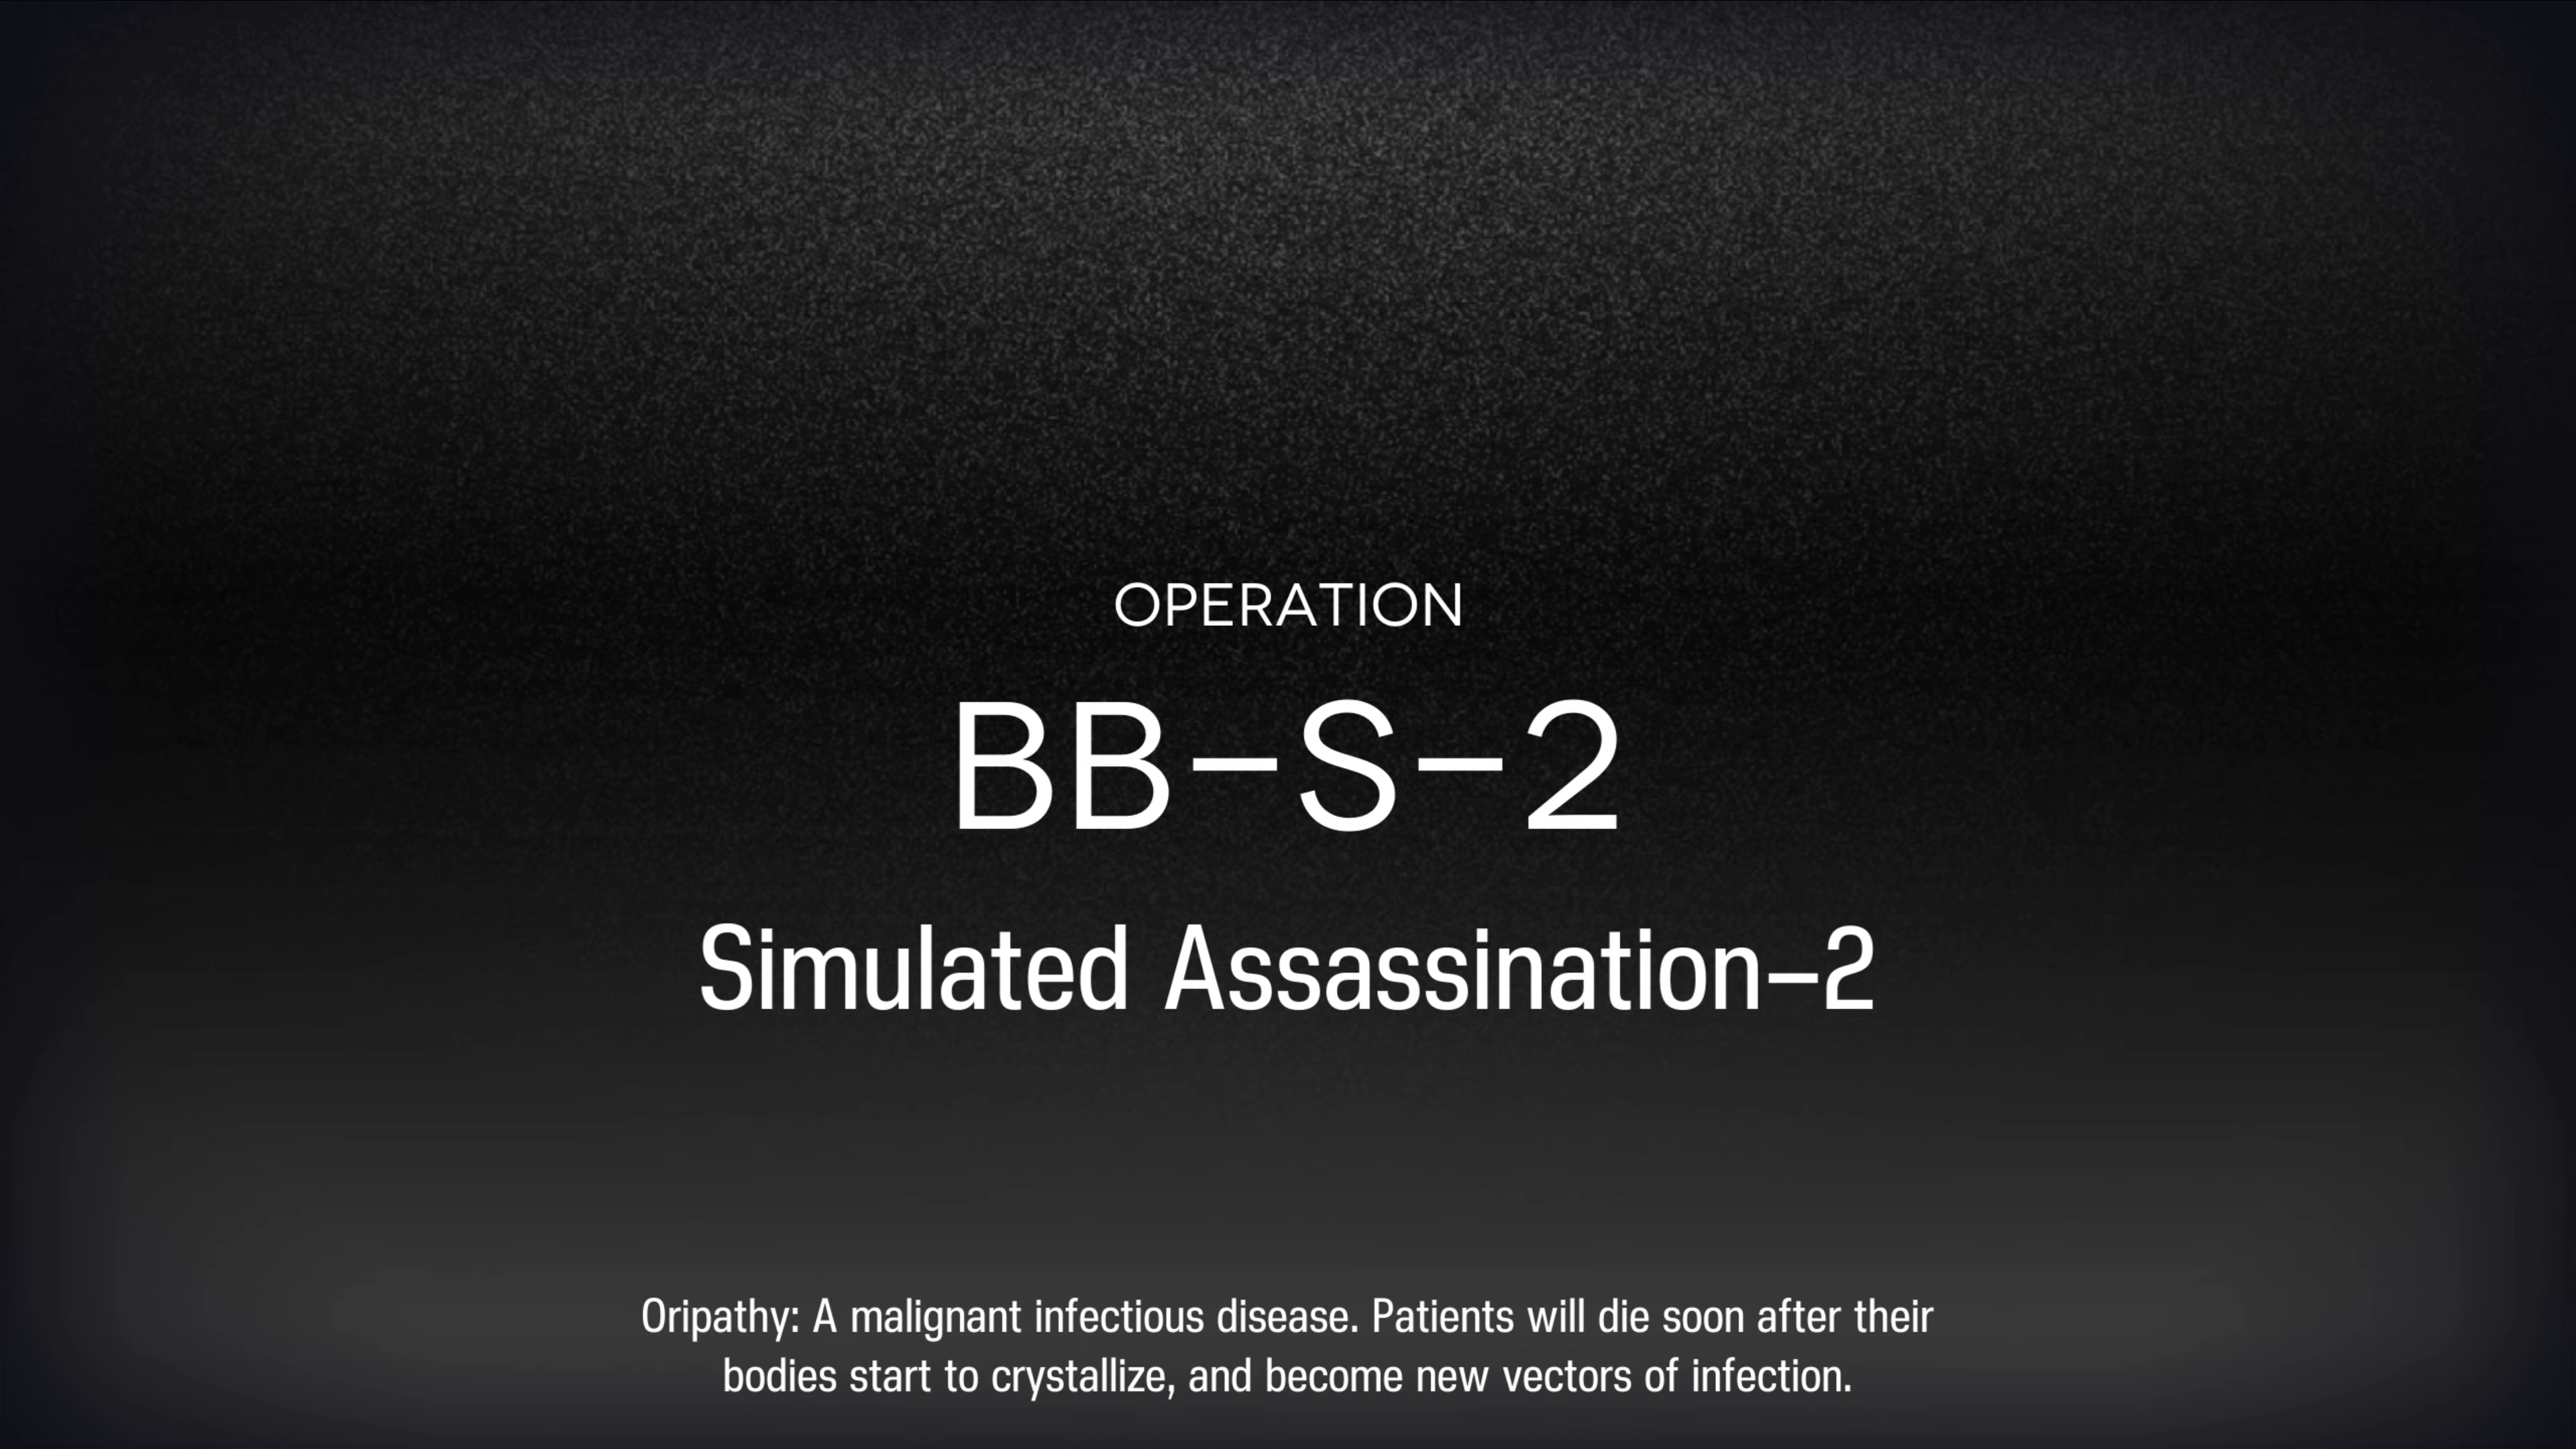 OPERATION
BB-S-2
Simulated Assassination-2
Oripathy: A malignant infectious disease. Patients will die soon after their
bodies start to crystallize, and become new vectors of infection.